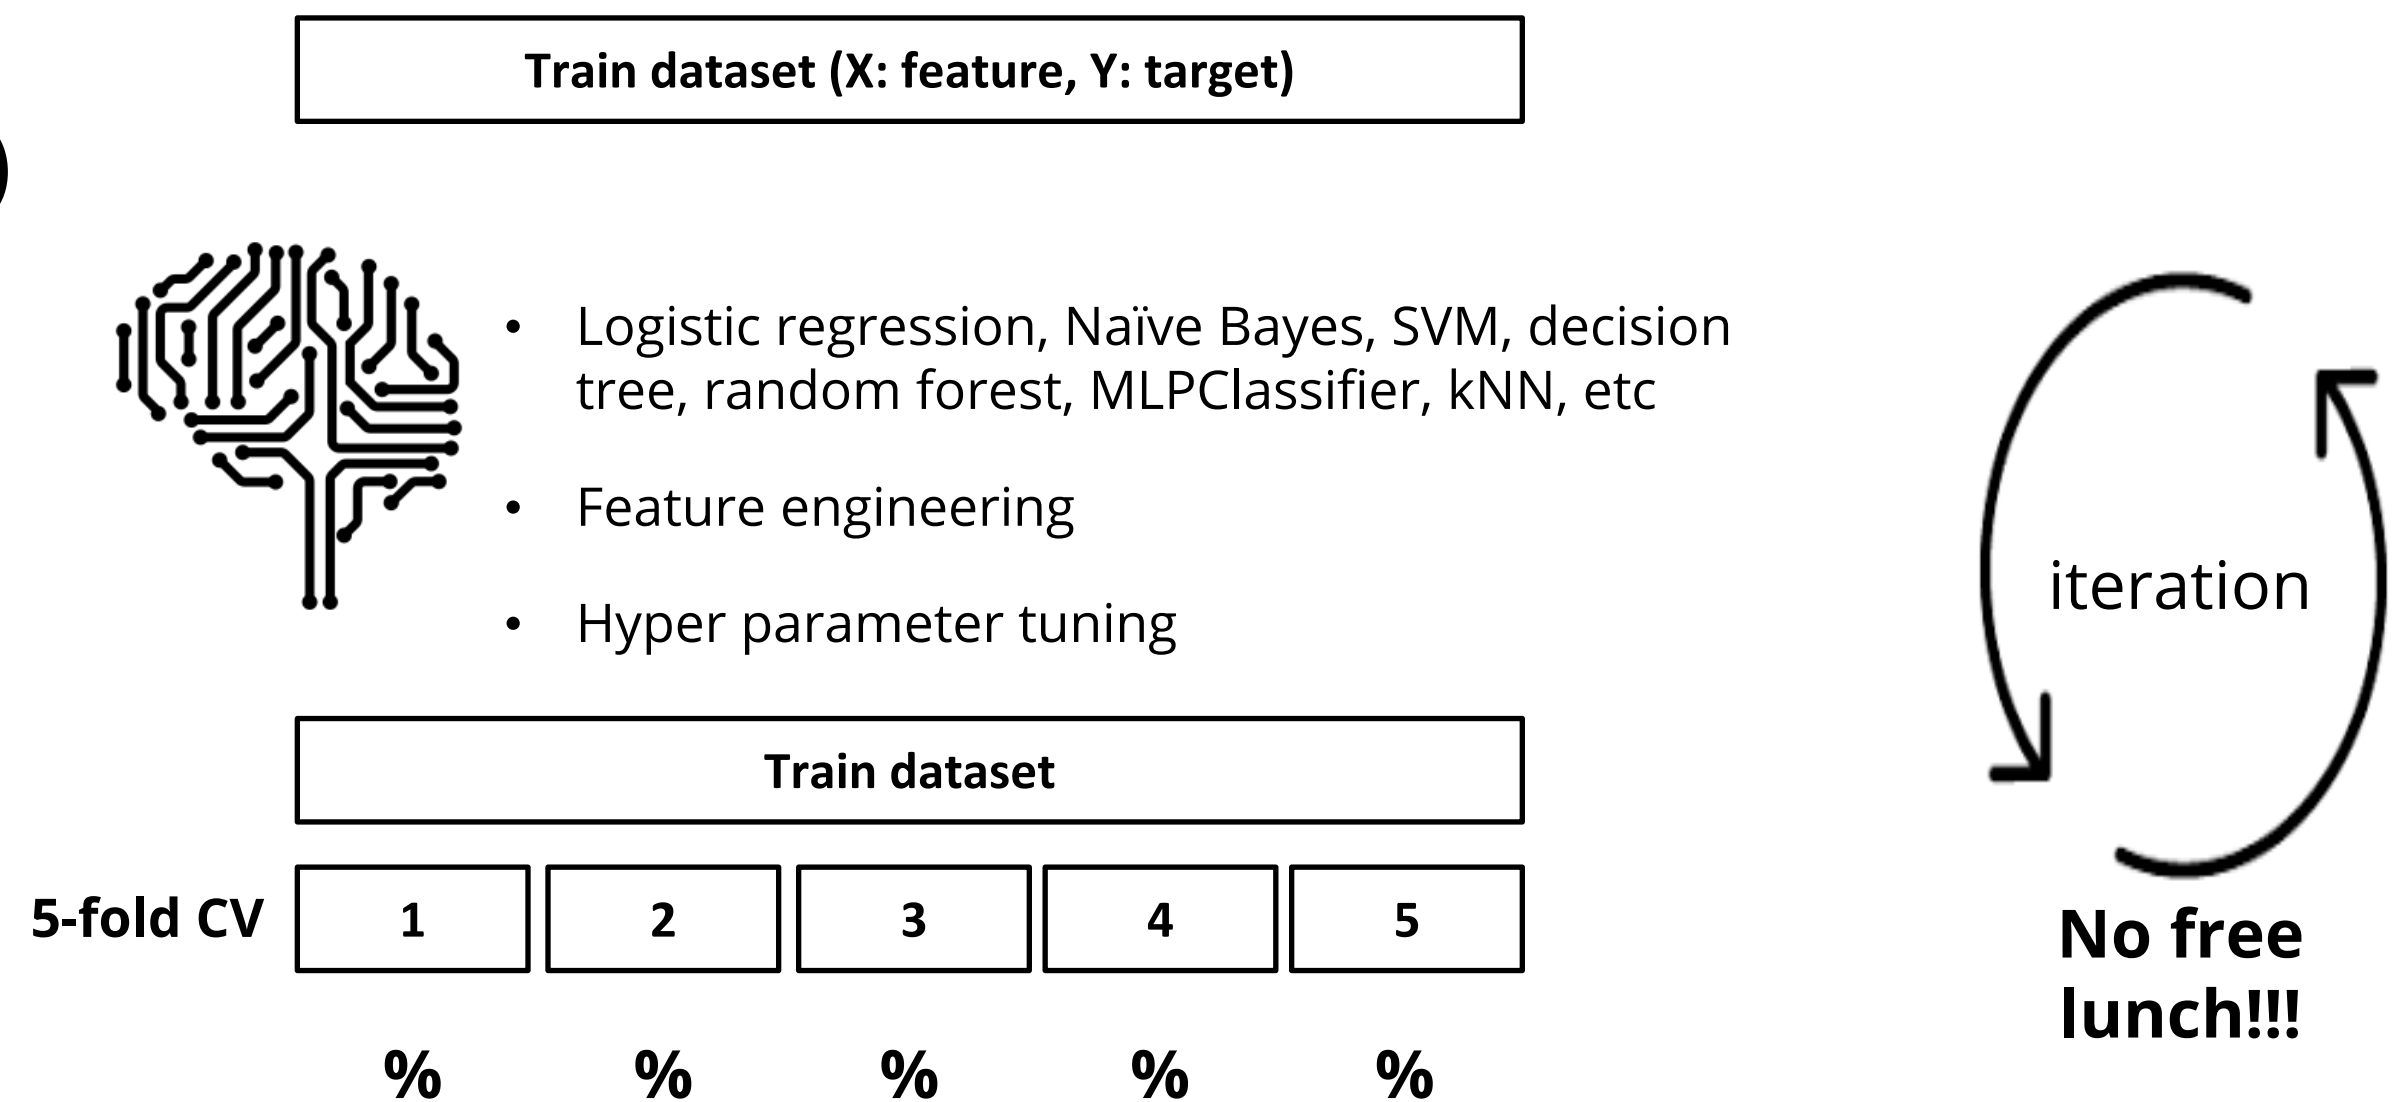 Train dataset (X: feature, Y: target)
• Logistic regression, Naïve Bayes, SVM, decision
tree, random forest, MLPClassifier, kNN, etc
• Feature engineering
• Hyper parameter tuning
iteration
Train dataset
5-fold CV 1 2 3 4 5
No free
lunch!!!
% % % % %